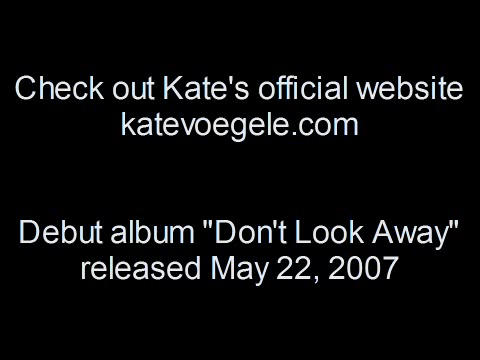 Check out Kate's official website
katevoegele.com
Debut album "Don't Look Away"
released May 22, 2007